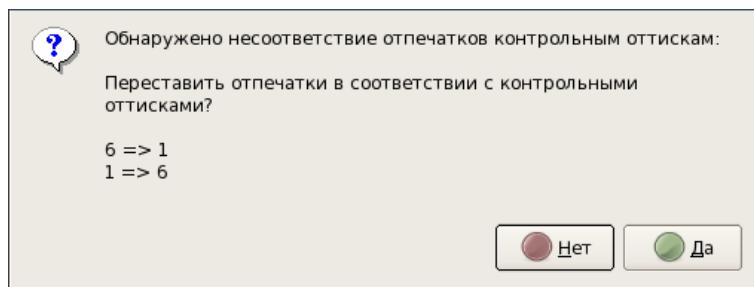 Обнаружено несоответствие отпечатков контрольным оттискам:
Переставить отпечатки в соответствии с контрольными
оттисками?
6 => 1
1 => 6
Нет
Да